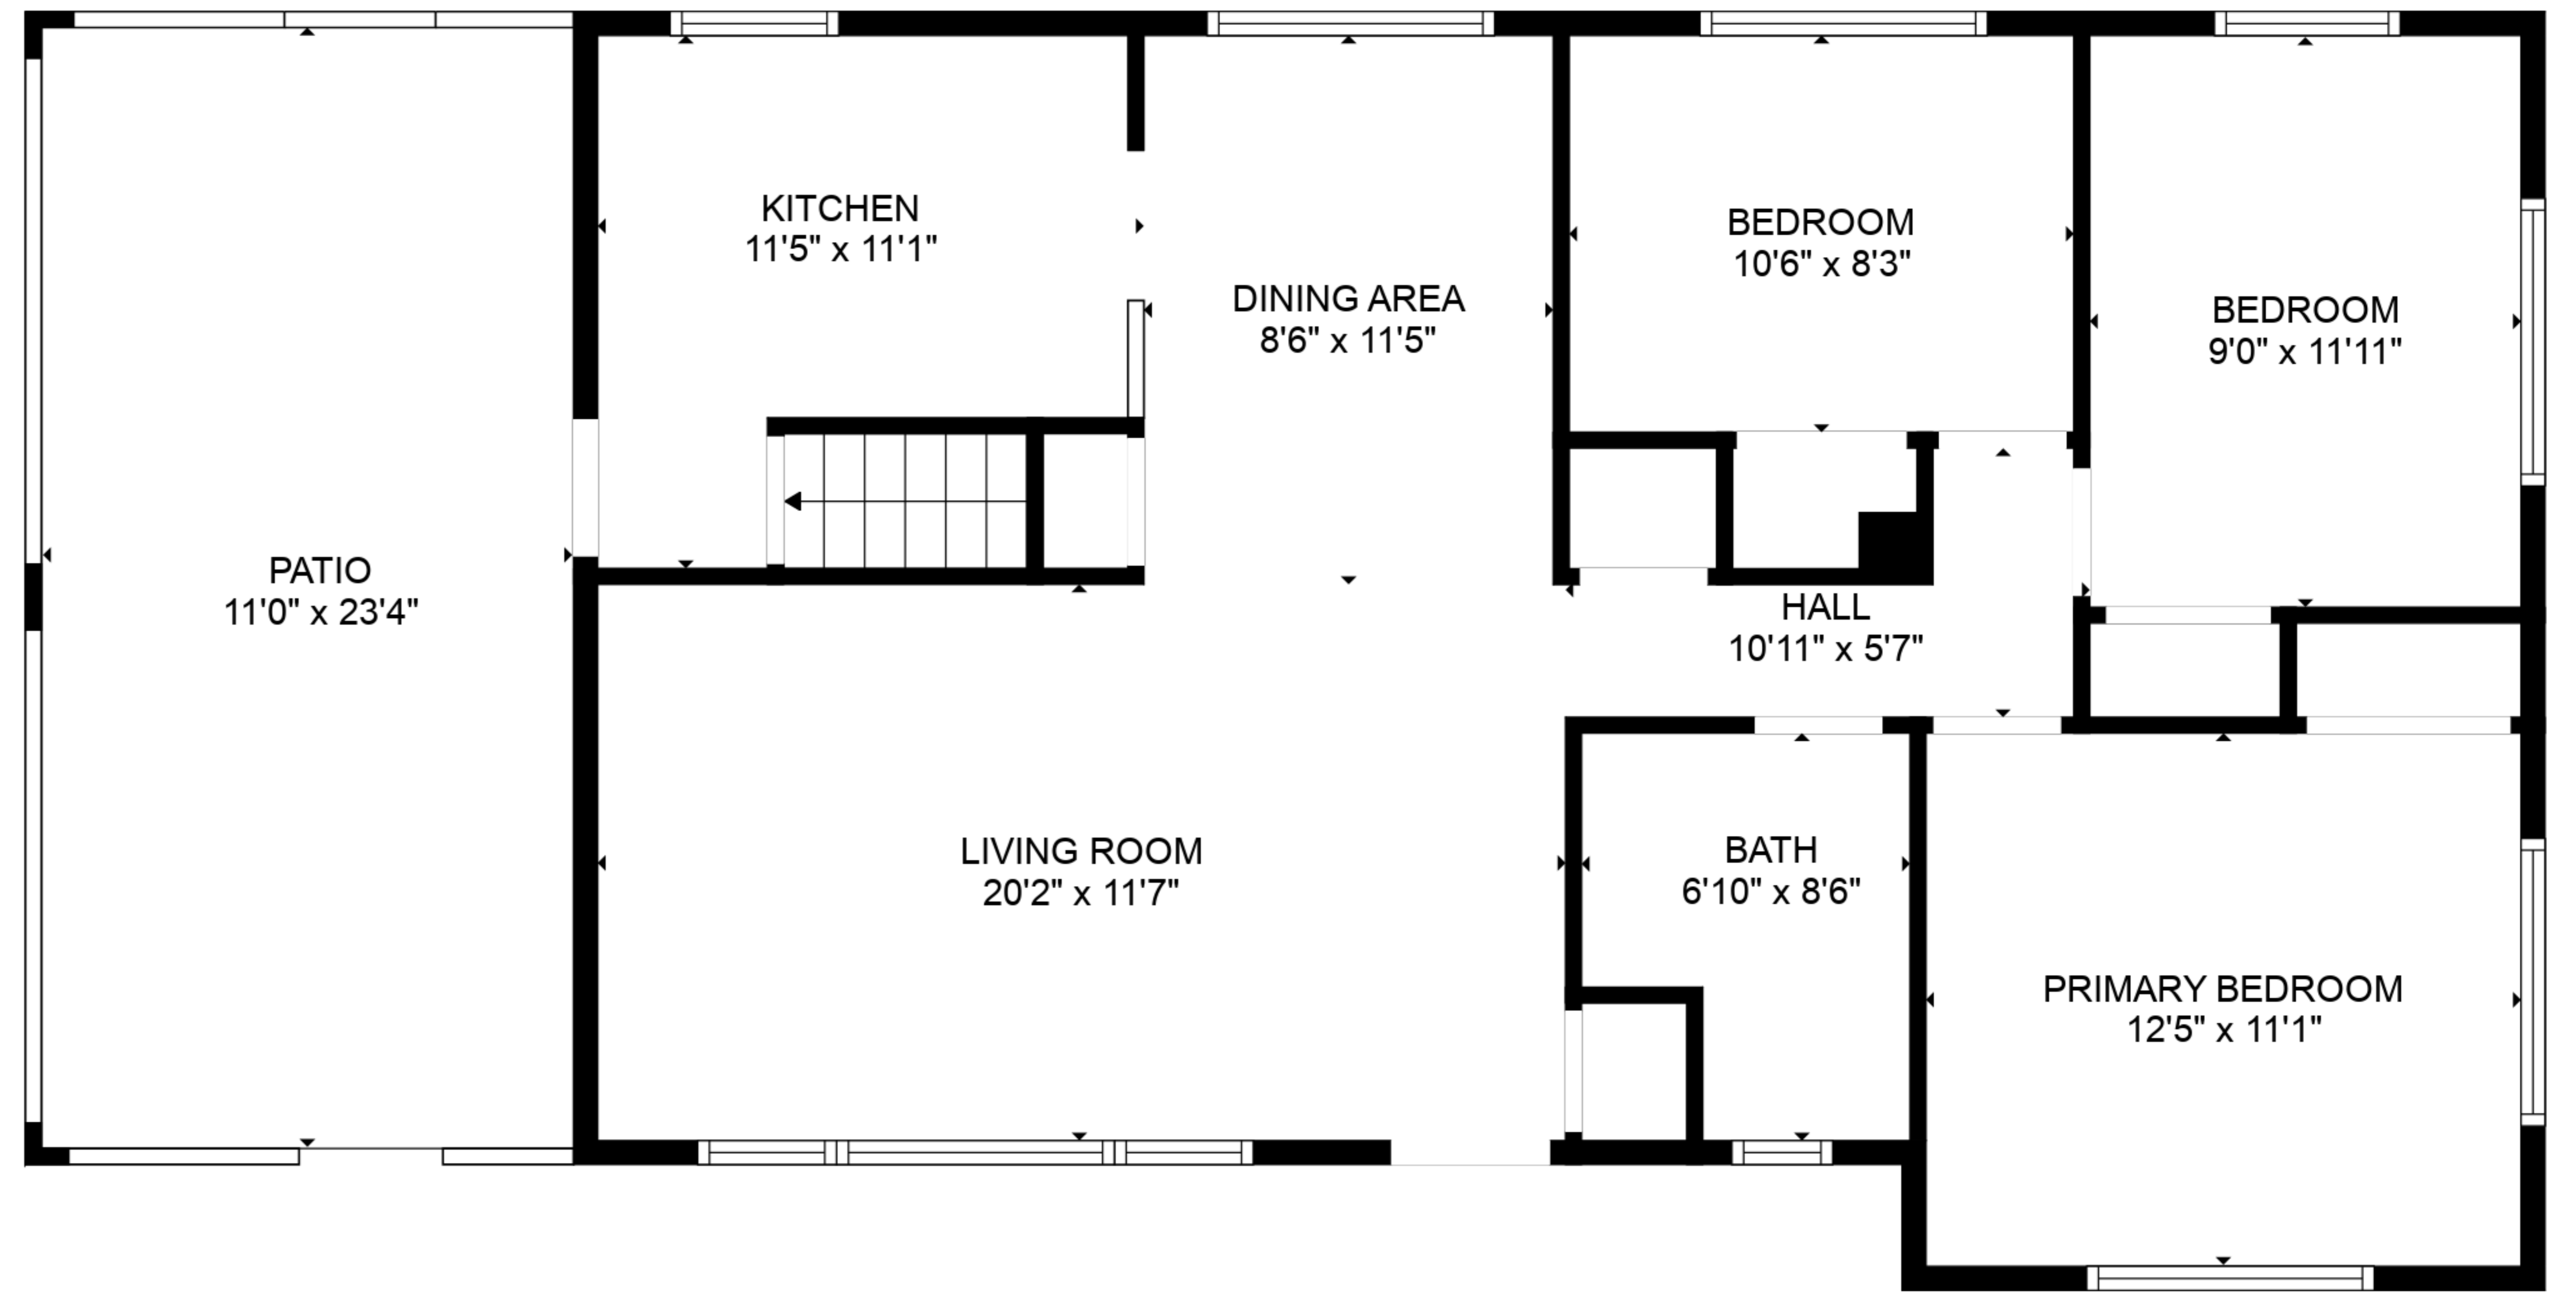 KITCHEN
11'5" x 11'1"
DINING AREA
8'6" x 11'5"
BEDROOM
10'6" x 8'3"
BEDROOM
9'0" x 11'11"
PATIO
11'0" x 23'4"
HALL
10'11" x 5'7"
LIVING ROOM
20'2" x 11'7"
BATH
6'10" x 8'6"
PRIMARY BEDROOM
12'5" x 11'1"